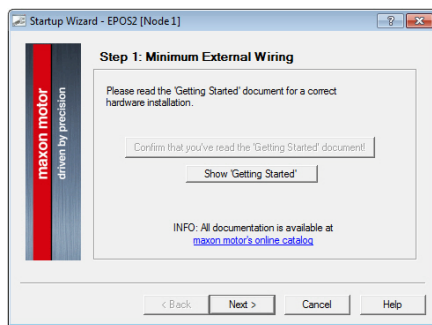 Startup Wizard - EPOS2 [Node 1]
Step 1: Minimum External Wiring
maxon motor
driven by precision
Please read the 'Getting Started' document for a correct
hardware installation.
Confirm that you've read the 'Getting Started' document!
Show 'Getting Started'
INFO: All documentation is available at
maxon motor's online catalog
< Back
Next >
Cancel
Help